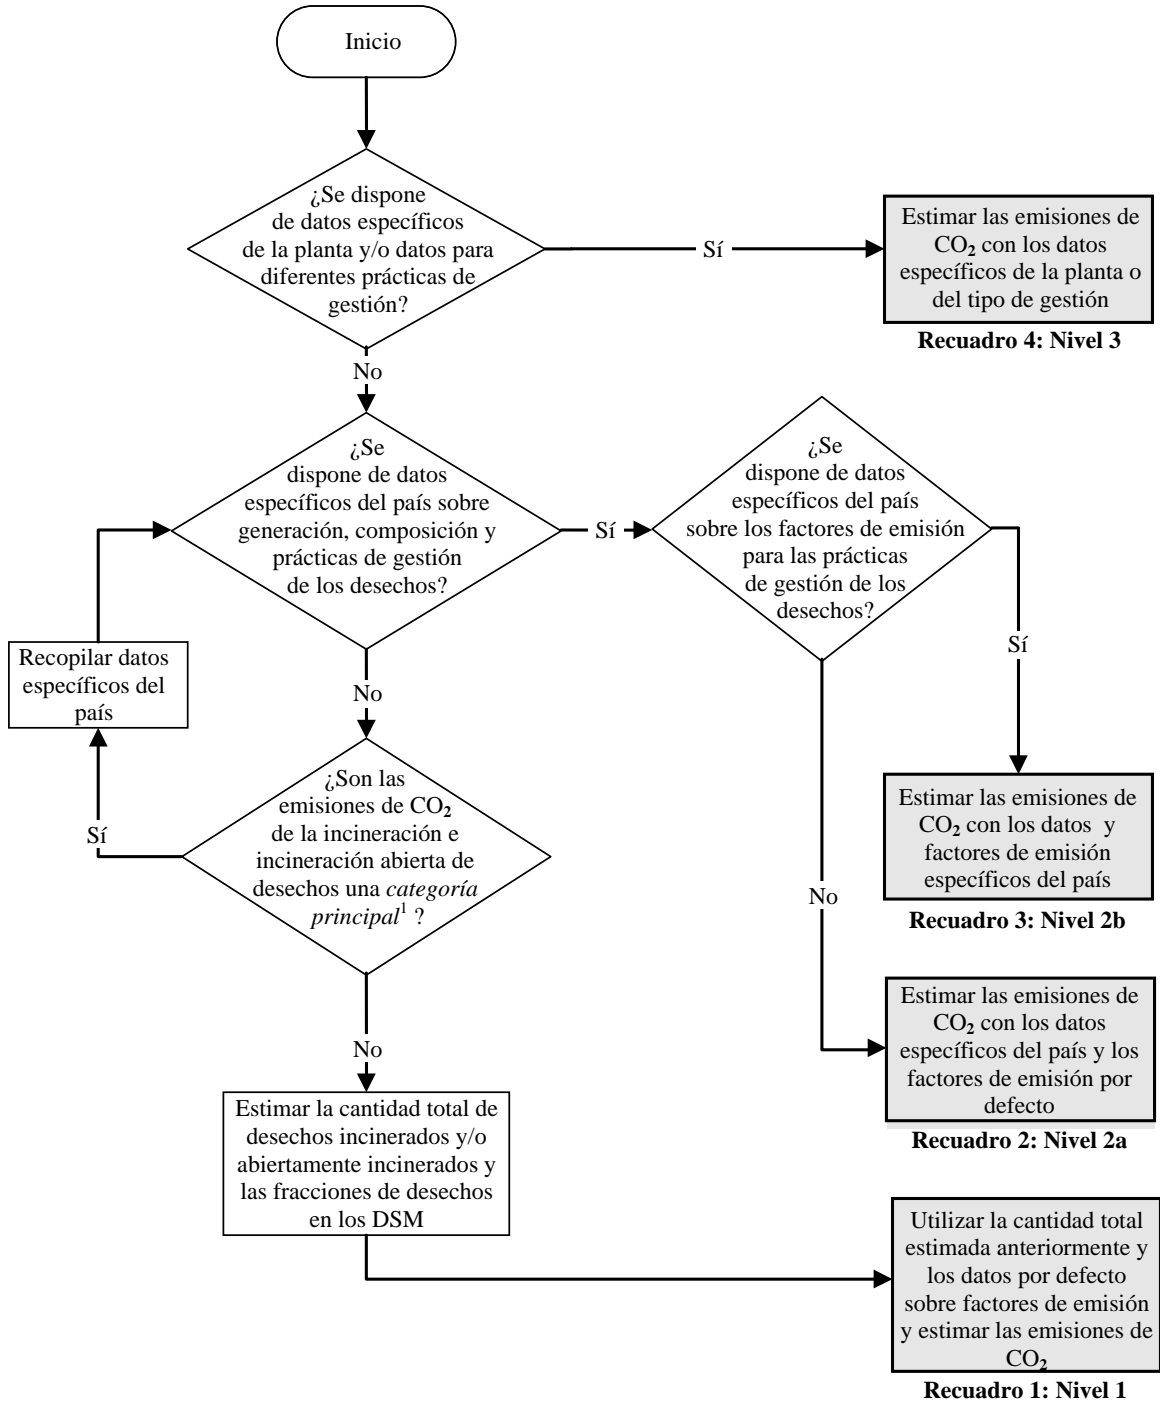 Inicio
¿Se dispone
de datos específicos
de la planta y/o datos para
diferentes prácticas de
gestión?
Sí
Estimar las emisiones de
CO₂ con los datos
específicos de la planta o
del tipo de gestión
Recuadro 4: Nivel 3
No
¿Se
dispone de datos
específicos del país sobre
generación, composición y
prácticas de gestión
de los desechos?
Sí
¿Se
dispone de datos
específicos del país
sobre los factores de emisión
para las prácticas
de gestión de los
desechos?
Sí
Recopilar datos
específicos del
país
No
¿Son las
emisiones de CO₂
de la incineración e
incineración abierta de
desechos una categoría
principal¹ ?
Sí
Estimar las emisiones de
CO₂ con los datos y
factores de emisión
específicos del país
Recuadro 3: Nivel 2b
No
Estimar las emisiones de
CO₂ con los datos
específicos del país y los
factores de emisión por
defecto
Recuadro 2: Nivel 2a
No
Estimar la cantidad total de
desechos incinerados y/o
abiertamente incinerados y
las fracciones de desechos
en los DSM
Utilizar la cantidad total
estimada anteriormente y
los datos por defecto
sobre factores de emisión
y estimar las emisiones de
CO₂
Recuadro 1: Nivel 1